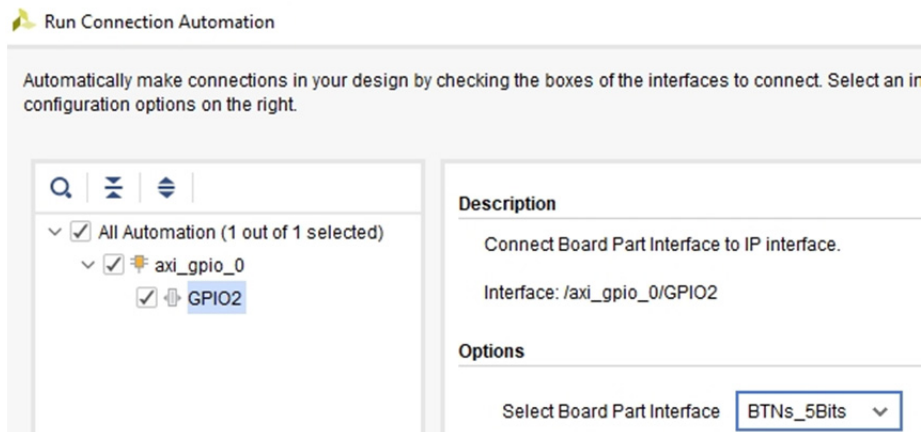 Run Connection Automation
Automatically make connections in your design by checking the boxes of the interfaces to connect. Select an in
configuration options on the right.
All Automation (1 out of 1 selected)
axi_gpio_0
GPIO2
Description
Connect Board Part Interface to IP interface.
Interface: /axi_gpio_0/GPIO2
Options
Select Board Part Interface BTNs_5Bits